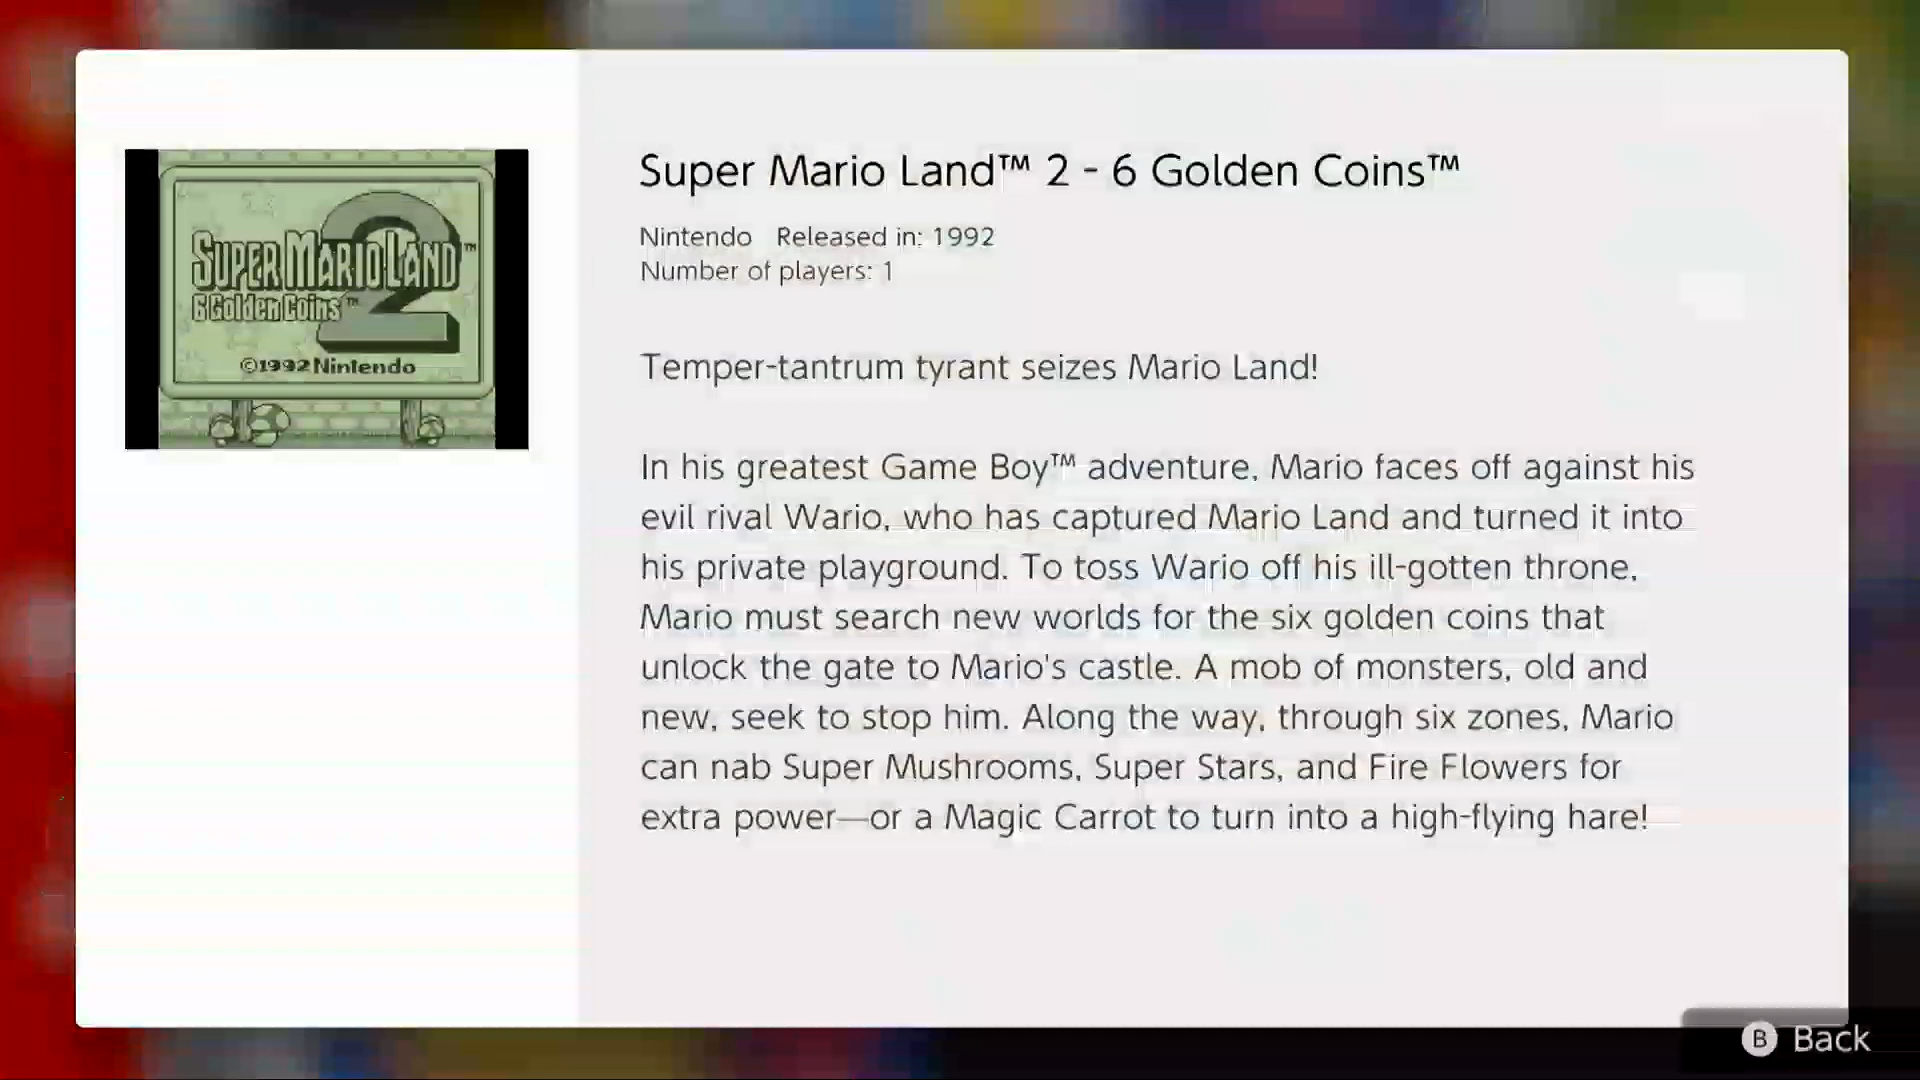 Super Mario Land™ 2 - 6 Golden Coins™
Nintendo Released in: 1992
Number of players: 1
SUPER MARIO LAND™
2
6 Golden Coins™
©1992 Nintendo
Temper-tantrum tyrant seizes Mario Land!
In his greatest Game Boy™ adventure, Mario faces off against his
evil rival Wario, who has captured Mario Land and turned it into
his private playground. To toss Wario off his ill-gotten throne,
Mario must search new worlds for the six golden coins that
unlock the gate to Mario's castle. A mob of monsters, old and
new, seek to stop him. Along the way, through six zones, Mario
can nab Super Mushrooms, Super Stars, and Fire Flowers for
extra power—or a Magic Carrot to turn into a high-flying hare!
B Back